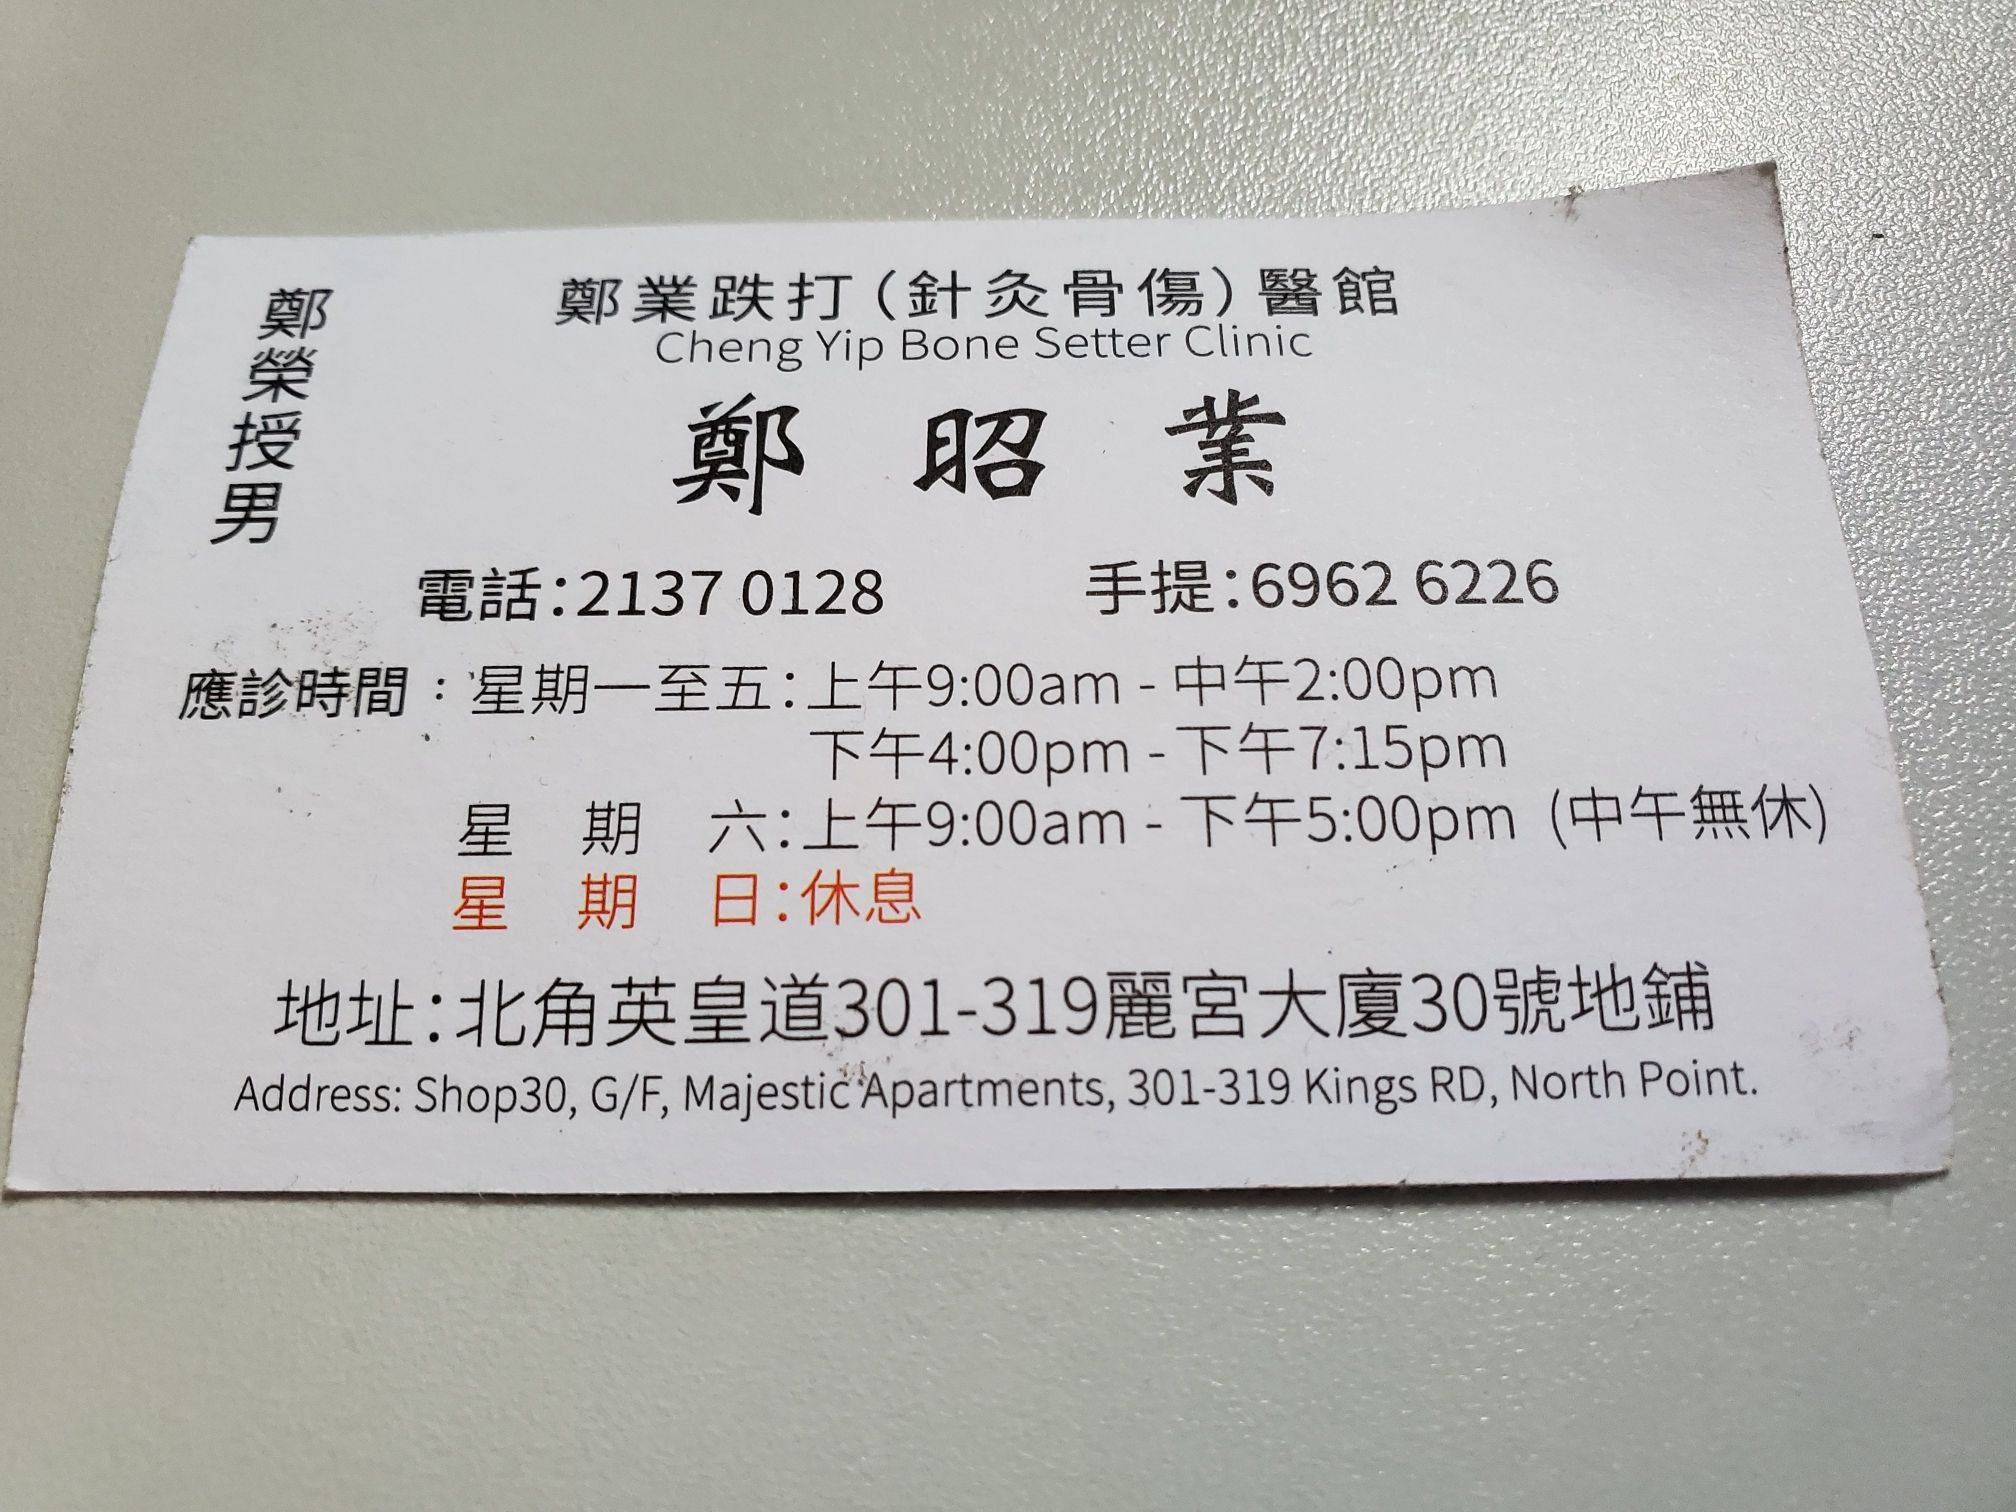 鄭榮授男
鄭業跌打(針灸骨傷)醫館
Cheng Yip Bone Setter Clinic
鄭 昭 業
電話:2137 0128 手提:6962 6226
應診時間：星期一至五:上午9:00am - 中午2:00pm
下午4:00pm - 下午7:15pm
星 期 六:上午9:00am - 下午5:00pm (中午無休)
星 期 日:休息
地址:北角英皇道301-319麗宮大廈30號地鋪
Address: Shop30, G/F, Majestic Apartments, 301-319 Kings RD, North Point.